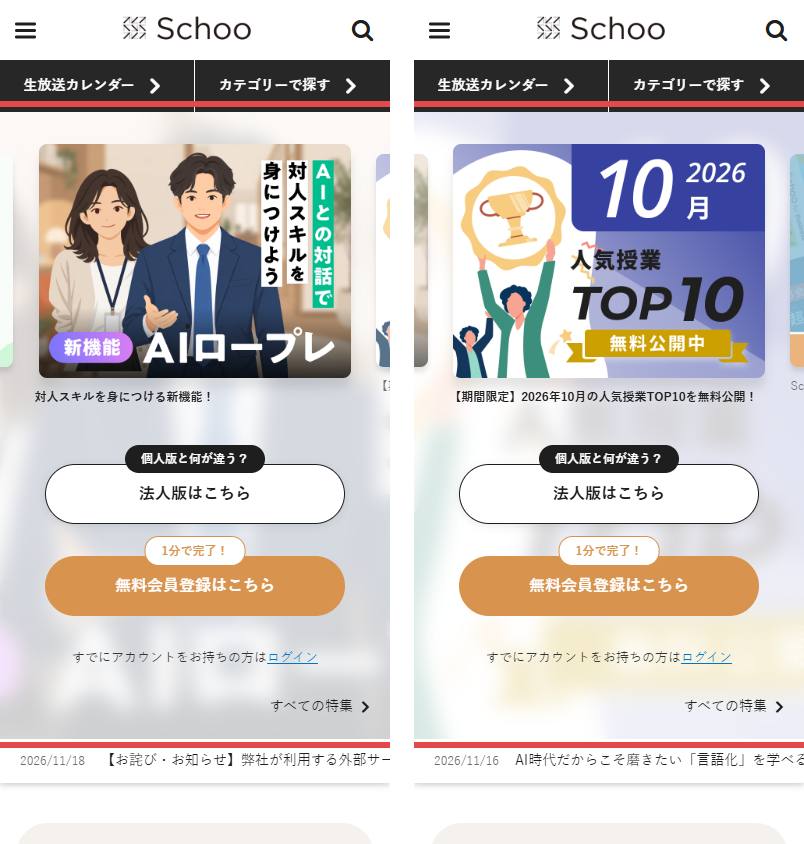 Schoo
生放送カレンダー
カテゴリーで探す
AIとの対話で
対人スキルを
身につけよう
新機能
AIロープレ
対人スキルを身につける新機能！
個人版と何が違う？
法人版はこちら
1分で完了！
無料会員登録はこちら
すでにアカウントをお持ちの方はログイン
すべての特集
2026/11/18 【お詫び・お知らせ】弊社が利用する外部サー
Schoo
生放送カレンダー
カテゴリーで探す
10月
2026
人気授業
TOP10
無料公開中
【期間限定】2026年10月の人気授業TOP10を無料公開！
Sc
個人版と何が違う？
法人版はこちら
1分で完了！
無料会員登録はこちら
すでにアカウントをお持ちの方はログイン
すべての特集
2026/11/16 AI時代だからこそ磨きたい「言語化」を学べる